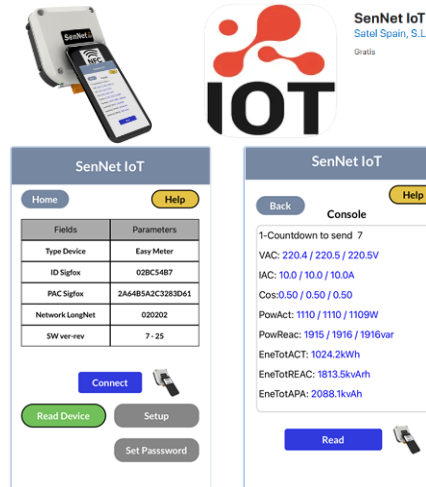 SenNet
NFC
IOT
SenNet IoT
Satel Spain, S.L
Gratis
SenNet IoT
Home
Help
Fields
Parameters
Type Device
Easy Meter
ID Sigfox
02BC54B7
PAC Sigfox
2A64B5A2C3283D61
Network LongNet
020202
SW ver-rev
7 - 25
Connect
Read Device
Setup
Set Passsword
SenNet IoT
Back
Help
Console
1-Countdown to send 7
VAC: 220.4 / 220.5 / 220.5V
IAC: 10.0 / 10.0 / 10.0A
Cos:0.50 / 0.50 / 0.50
PowAct: 1110 / 1110 / 1109W
PowReac: 1915 / 1916 / 1916var
EneTotACT: 1024.2kWh
EneTotREAC: 1813.5kvArh
EneTotAPA: 2088.1kvAh
Read